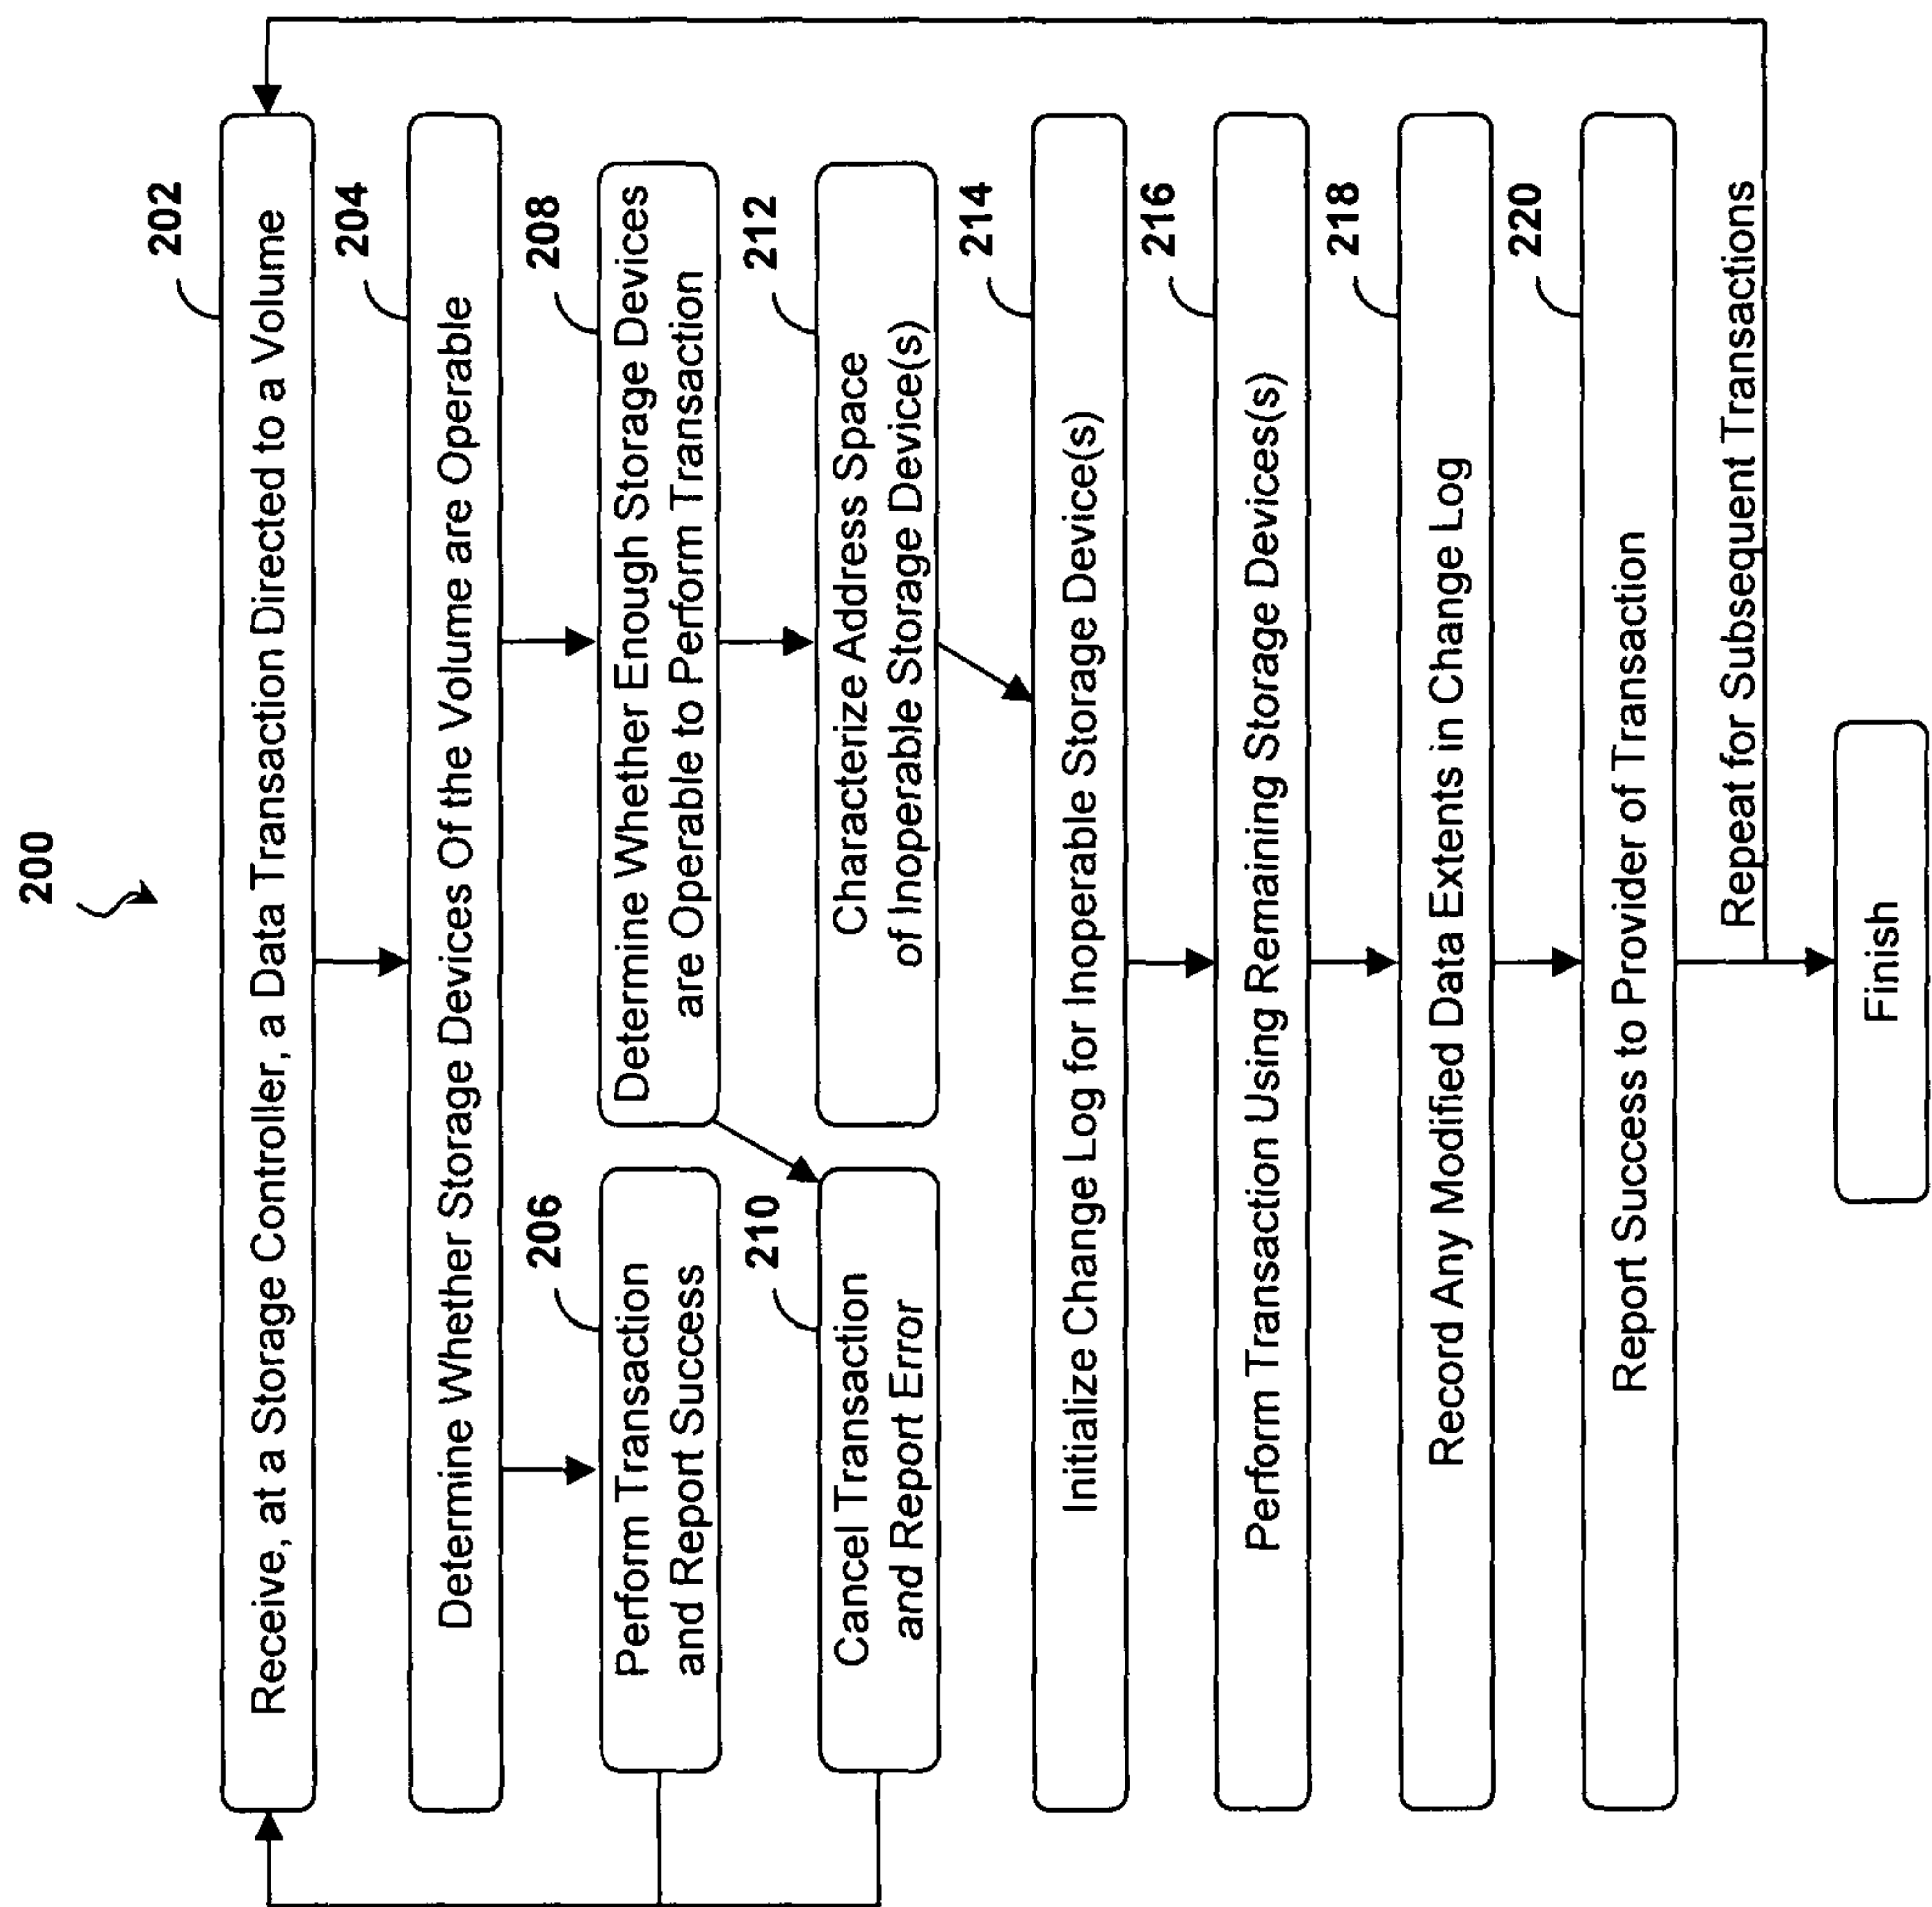 200
202
Receive, at a Storage Controller, a Data Transaction Directed to a Volume
204
Determine Whether Storage Devices Of the Volume are Operable
206
Perform Transaction
and Report Success
208
Determine Whether Enough Storage Devices
are Operable to Perform Transaction
210
Cancel Transaction
and Report Error
212
Characterize Address Space
of Inoperable Storage Device(s)
214
Initialize Change Log for Inoperable Storage Device(s)
216
Perform Transaction Using Remaining Storage Devices(s)
218
Record Any Modified Data Extents in Change Log
220
Report Success to Provider of Transaction
Repeat for Subsequent Transactions
Finish